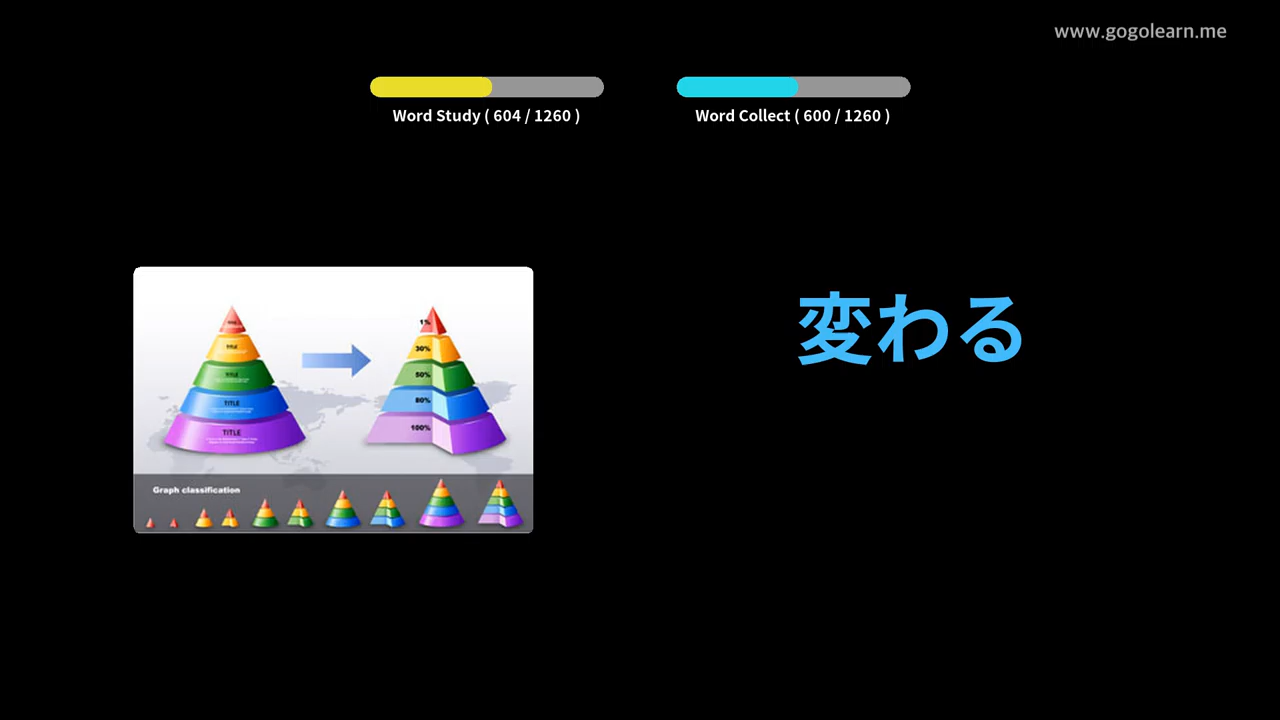 www.gogolearn.me
Word Study ( 604 / 1260 )
Word Collect ( 600 / 1260 )
変わる
TITLE
TITLE
TITLE
TITLE
1%
30%
50%
80%
100%
Graph classification